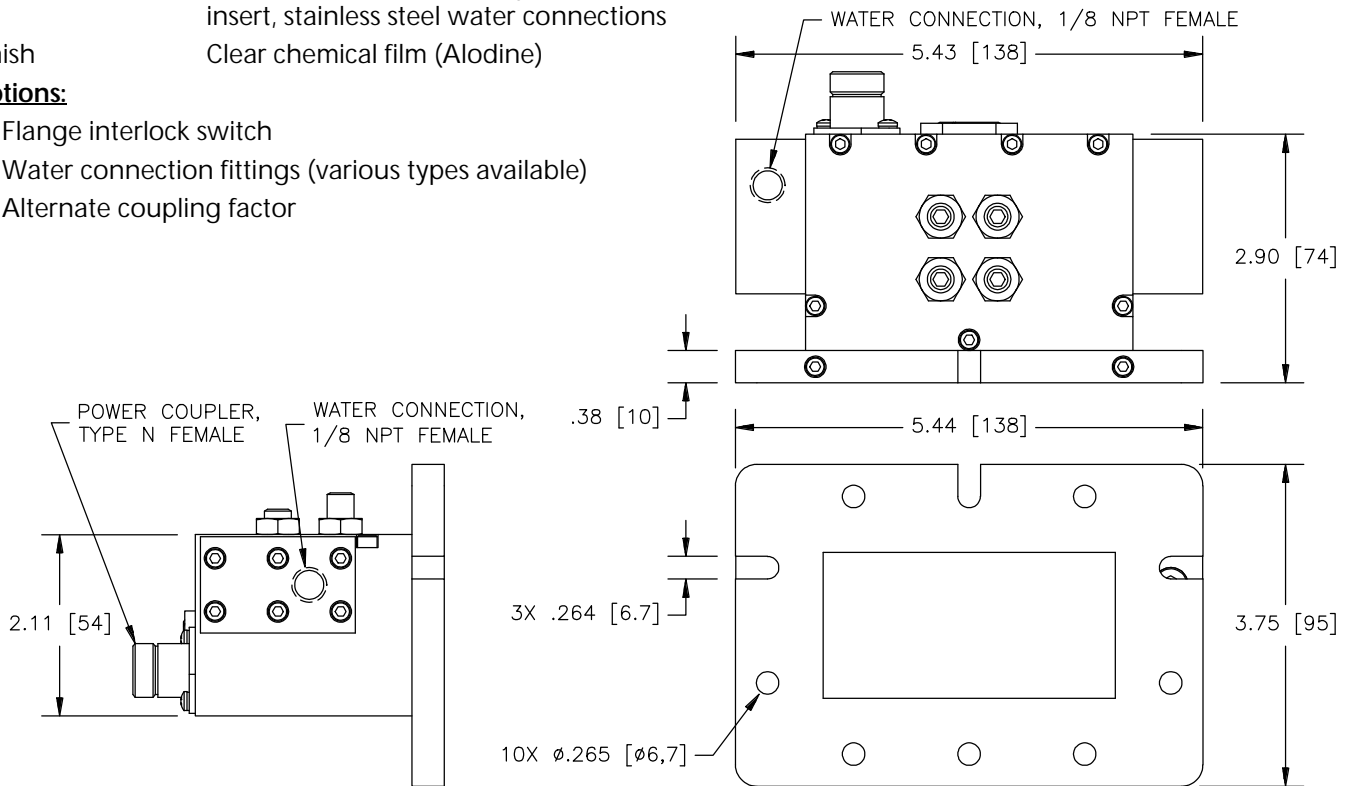 insert, stainless steel water connections
nish Clear chemical film (Alodine)
tions:
Flange interlock switch
Water connection fittings (various types available)
Alternate coupling factor
WATER CONNECTION, 1/8 NPT FEMALE
5.43 [138]
2.90 [74]
.38 [10]
5.44 [138]
POWER COUPLER,
TYPE N FEMALE
WATER CONNECTION,
1/8 NPT FEMALE
2.11 [54]
3X .264 [6.7]
3.75 [95]
10X ø.265 [ø6,7]